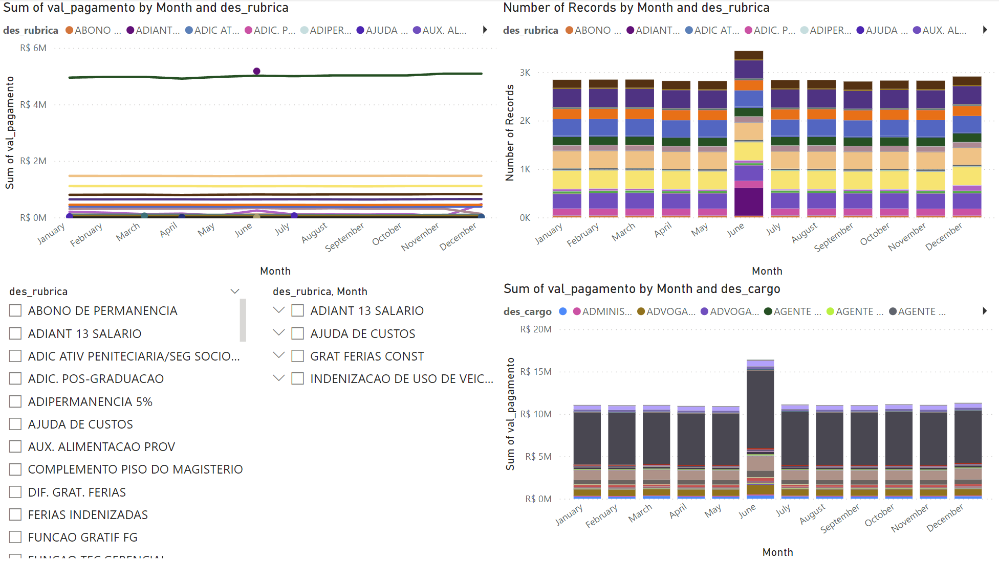 Sum of val_pagamento by Month and des_rubrica
des_rubrica ABONO ... ADIANT... ADIC AT... ADIC. P... ADIPER... AJUDA ... AUX. AL...
Sum of val_pagamento
R$ 6M
R$ 4M
R$ 2M
R$ 0M
January February March April May June July August September October November December
Month
Number of Records by Month and des_rubrica
des_rubrica ABONO ... ADIANT... ADIC AT... ADIC. P... ADIPER... AJUDA ... AUX. AL...
Number of Records
3K
2K
1K
0K
January February March April May June July August September October November December
Month
des_rubrica
ABONO DE PERMANENCIA
ADIANT 13 SALARIO
ADIC ATIV PENITECIARIA/SEG SOCIO...
ADIC. POS-GRADUACAO
ADIPERMANENCIA 5%
AJUDA DE CUSTOS
AUX. ALIMENTACAO PROV
COMPLEMENTO PISO DO MAGISTERIO
DIF. GRAT. FERIAS
FERIAS INDENIZADAS
FUNCAO GRATIF FG
des_rubrica, Month
ADIANT 13 SALARIO
AJUDA DE CUSTOS
GRAT FERIAS CONST
INDENIZACAO DE USO DE VEIC...
Sum of val_pagamento by Month and des_cargo
des_cargo ADMINIS... ADVOGA... ADVOGA... AGENTE ... AGENTE ... AGENTE ...
Sum of val_pagamento
R$ 20M
R$ 15M
R$ 10M
R$ 5M
R$ 0M
January February March April May June July August September October November December
Month